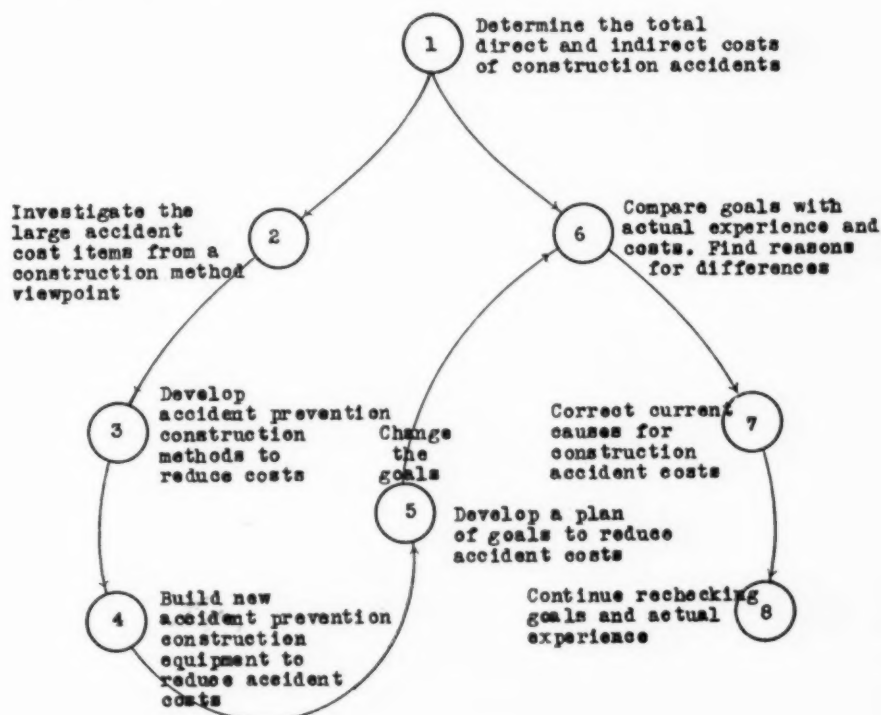 1
Determine the total
direct and indirect costs
of construction accidents
2
Investigate the
large accident
cost items from a
construction method
viewpoint
3
Develop
accident prevention
construction
methods to
reduce costs
4
Build new
accident prevention
construction
equipment to
reduce accident
costs
5
Develop a plan
of goals to reduce
accident costs
Change
the
goals
6
Compare goals with
actual experience and
costs. Find reasons
for differences
7
Correct current
causes for
construction
accident costs
8
Continue rechecking
goals and actual
experience